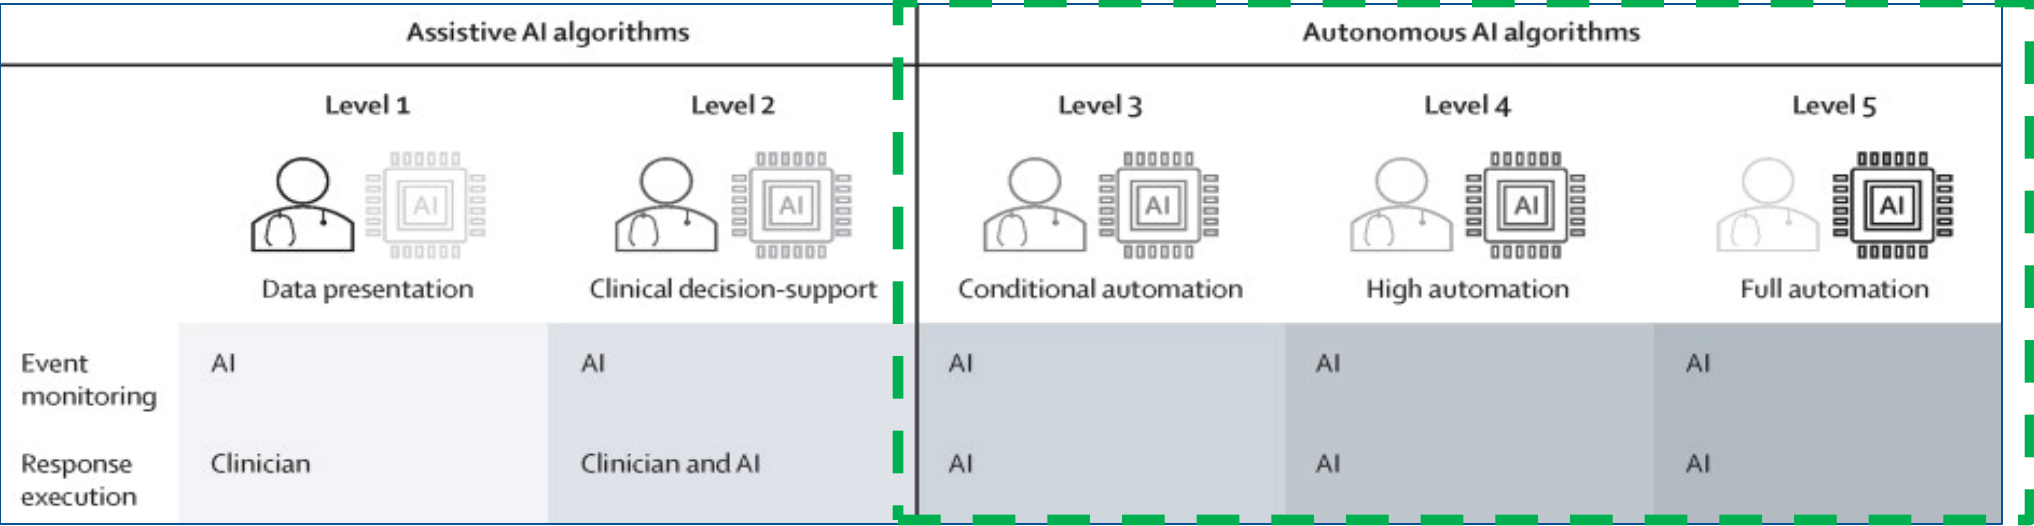 Assistive AI algorithms
Autonomous AI algorithms
Level 1
Level 2
Level 3
Level 4
Level 5
AI
AI
AI
AI
AI
Data presentation
Clinical decision-support
Conditional automation
High automation
Full automation
Event
monitoring
AI
AI
AI
AI
AI
Response
execution
Clinician
Clinician and AI
AI
AI
AI